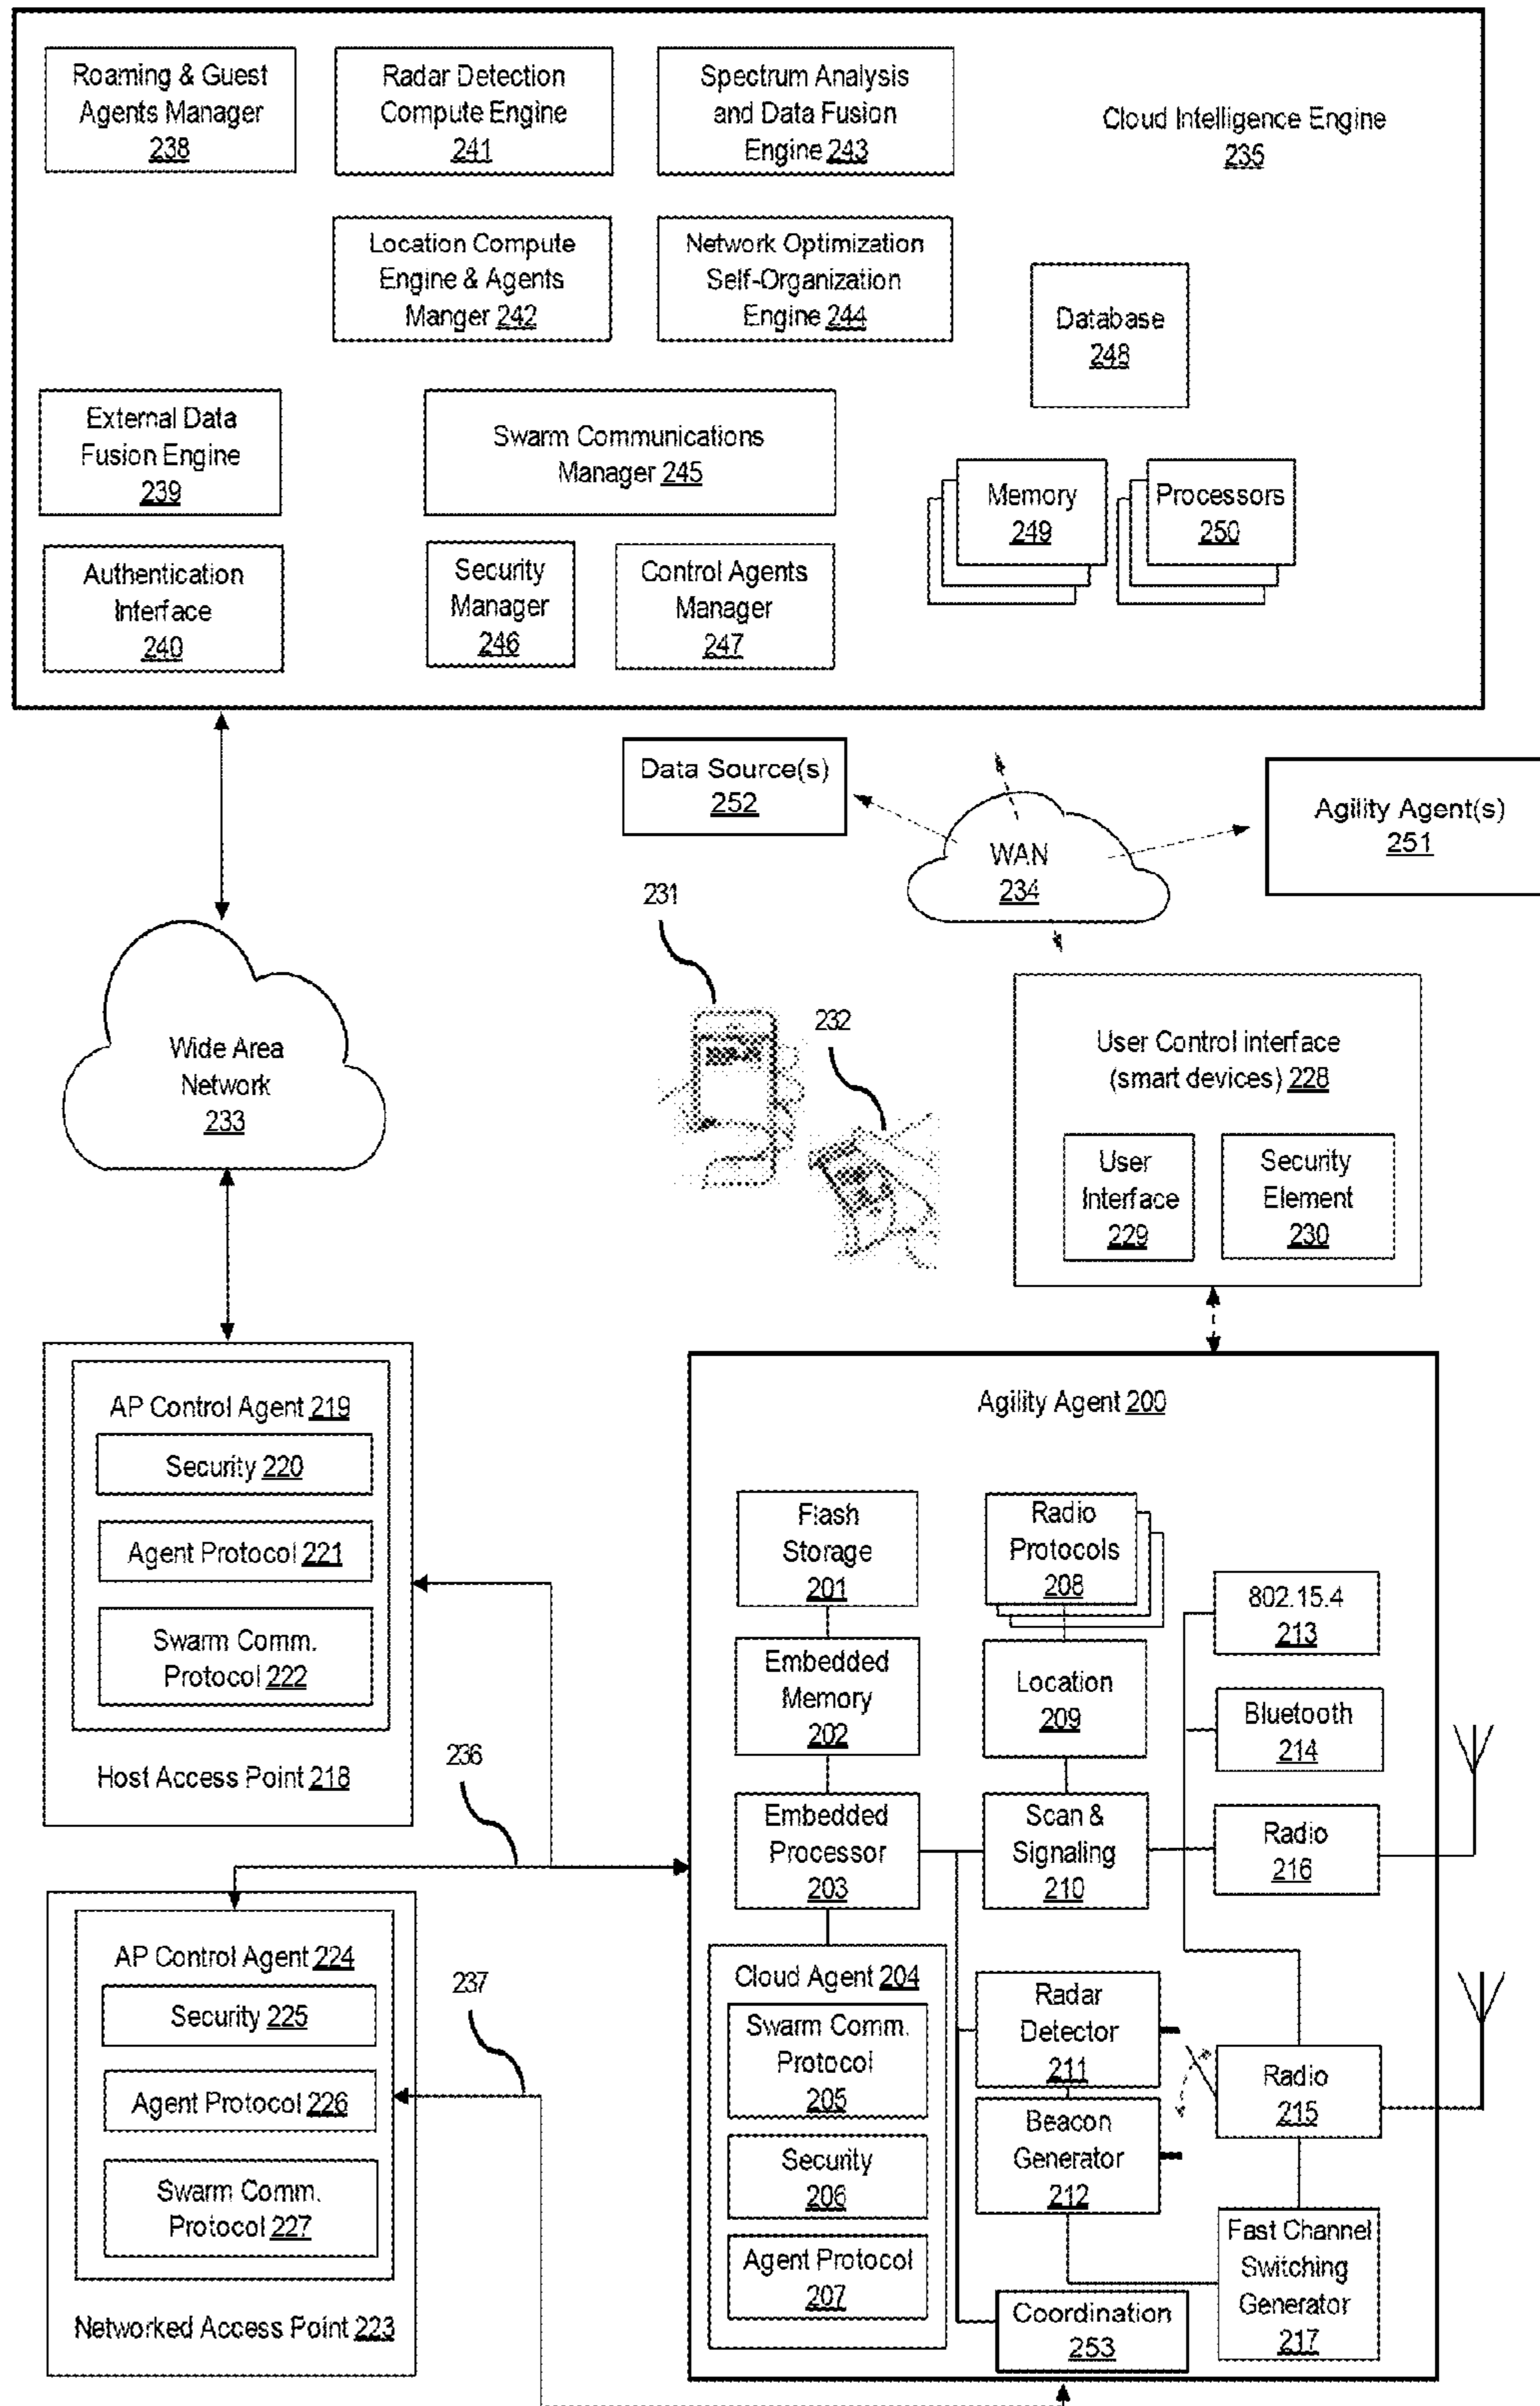 Roaming & Guest
Agents Manager
238
Radar Detection
Compute Engine
241
Spectrum Analysis
and Data Fusion
Engine 243
Cloud Intelligence Engine
235
Location Compute
Engine & Agents
Manger 242
Network Optimization
Self-Organization
Engine 244
Database
248
External Data
Fusion Engine
239
Swarm Communications
Manager 245
Memory
249
Processors
250
Authentication
Interface
240
Security
Manager
246
Control Agents
Manager
247
Data Source(s)
252
WAN
234
Agility Agent(s)
251
231
232
Wide Area
Network
233
User Control interface
(smart devices) 228
User
Interface
229
Security
Element
230
AP Control Agent 219
Security 220
Agent Protocol 221
Swarm Comm.
Protocol 222
Host Access Point 218
236
AP Control Agent 224
Security 225
Agent Protocol 226
Swarm Comm.
Protocol 227
Networked Access Point 223
237
Agility Agent 200
Flash
Storage
201
Radio
Protocols
208
802.15.4
213
Embedded
Memory
202
Location
209
Bluetooth
214
Embedded
Processor
203
Scan &
Signaling
210
Radio
216
Cloud Agent 204
Swarm Comm.
Protocol
205
Security
206
Agent Protocol
207
Radar
Detector
211
Beacon
Generator
212
Radio
215
Fast Channel
Switching
Generator
217
Coordination
253